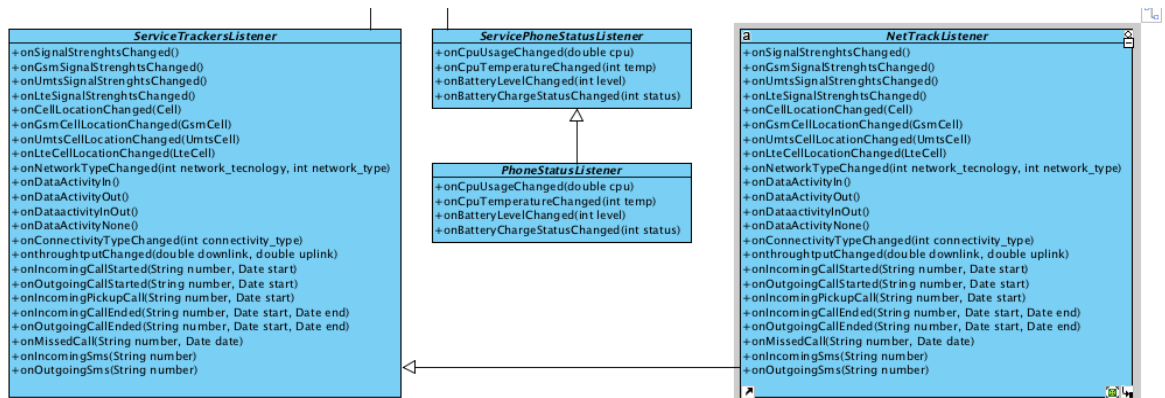 ServiceTrackersListener
+onSignalStrenghtsChanged()
+onGsmSignalStrenghtsChanged()
+onUmtsSignalStrenghtsChanged()
+onLteSignalStrenghtsChanged()
+onCellLocationChanged(Cell)
+onGsmCellLocationChanged(GsmCell)
+onUmtsCellLocationChanged(UmtsCell)
+onLteCellLocationChanged(LteCell)
+onNetworkTypeChanged(int network_tecnology, int network_type)
+onDataActivityIn()
+onDataActivityOut()
+onDataactivityInOut()
+onDataActivityNone()
+onConnectivityTypeChanged(int connectivity_type)
+onthroughtputChanged(double downlink, double uplink)
+onIncomingCallStarted(String number, Date start)
+onOutgoingCallStarted(String number, Date start)
+onIncomingPickupCall(String number, Date start)
+onIncomingCallEnded(String number, Date start, Date end)
+onOutgoingCallEnded(String number, Date start, Date end)
+onMissedCall(String number, Date date)
+onIncomingSms(String number)
+onOutgoingSms(String number)
ServicePhoneStatusListener
+onCpuUsageChanged(double cpu)
+onCpuTemperatureChanged(int temp)
+onBatteryLevelChanged(int level)
+onBatteryChargeStatusChanged(int status)
PhoneStatusListener
+onCpuUsageChanged(double cpu)
+onCpuTemperatureChanged(int temp)
+onBatteryLevelChanged(int level)
+onBatteryChargeStatusChanged(int status)
a
NetTrackListener
+onSignalStrenghtsChanged()
+onGsmSignalStrenghtsChanged()
+onUmtsSignalStrenghtsChanged()
+onLteSignalStrenghtsChanged()
+onCellLocationChanged(Cell)
+onGsmCellLocationChanged(GsmCell)
+onUmtsCellLocationChanged(UmtsCell)
+onLteCellLocationChanged(LteCell)
+onNetworkTypeChanged(int network_tecnology, int network_type)
+onDataActivityIn()
+onDataActivityOut()
+onDataactivityInOut()
+onDataActivityNone()
+onConnectivityTypeChanged(int connectivity_type)
+onthroughtputChanged(double downlink, double uplink)
+onIncomingCallStarted(String number, Date start)
+onOutgoingCallStarted(String number, Date start)
+onIncomingPickupCall(String number, Date start)
+onIncomingCallEnded(String number, Date start, Date end)
+onOutgoingCallEnded(String number, Date start, Date end)
+onMissedCall(String number, Date date)
+onIncomingSms(String number)
+onOutgoingSms(String number)